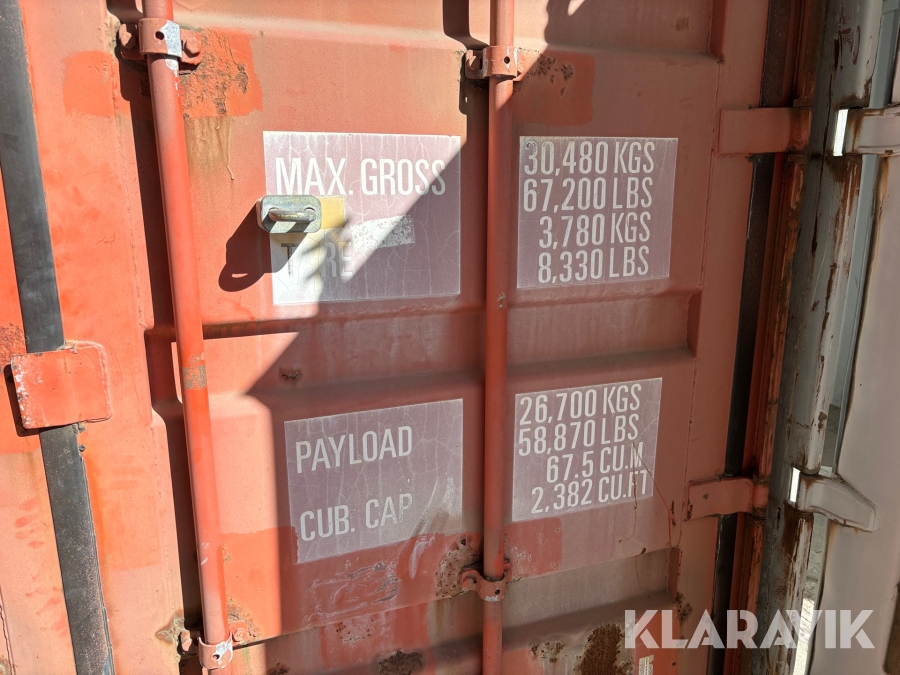 MAX. GROSS
30,480 KGS
67,200 LBS
TARE
3,780 KGS
8,330 LBS
PAYLOAD
26,700 KGS
58,870 LBS
CUB. CAP
67.5 CU.M
2,382 CU.FT
KLARAVIK